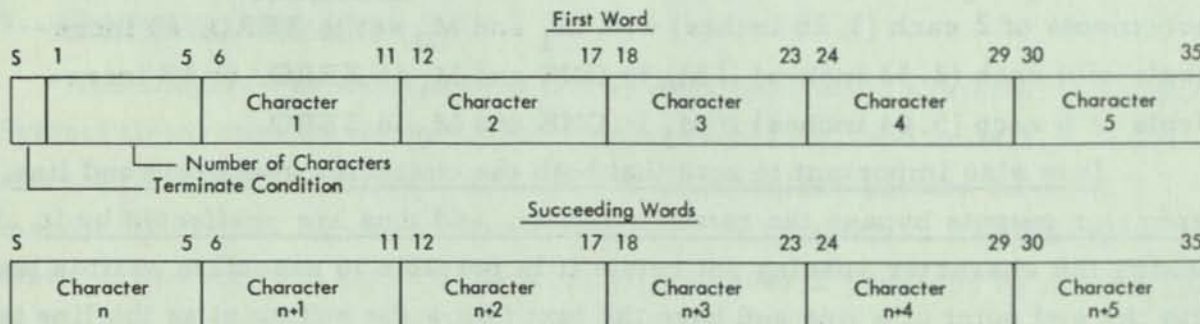 First Word
S 1 5 6 11 12 17 18 23 24 29 30 35
Character Character Character Character Character
1 2 3 4 5
Number of Characters
Terminate Condition
Succeeding Words
S 5 6 11 12 17 18 23 24 29 30 35
Character Character Character Character Character Character
n n+1 n+2 n+3 n+4 n+5